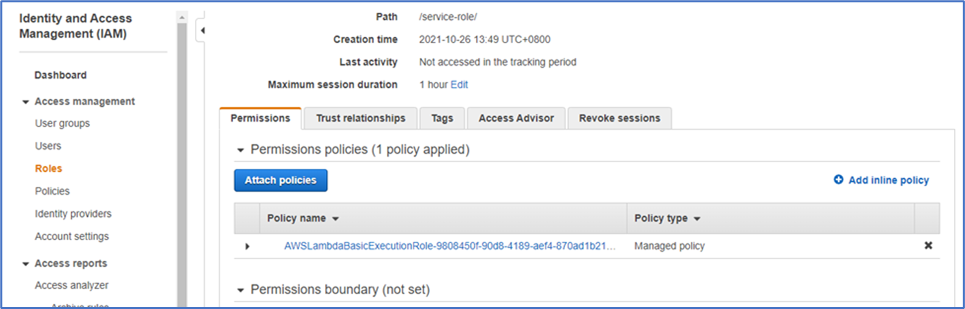 Identity and Access
Management (IAM)
Dashboard
Access management
User groups
Users
Roles
Policies
Identity providers
Account settings
Access reports
Access analyzer
Archive rules
Path /service-role/
Creation time 2021-10-26 13:49 UTC+0800
Last activity Not accessed in the tracking period
Maximum session duration 1 hour Edit
Permissions Trust relationships Tags Access Advisor Revoke sessions
Permissions policies (1 policy applied)
Attach policies Add inline policy
Policy name Policy type
AWSLambdaBasicExecutionRole-9808450f-90d8-4189-aef4-870ad1b21... Managed policy
Permissions boundary (not set)